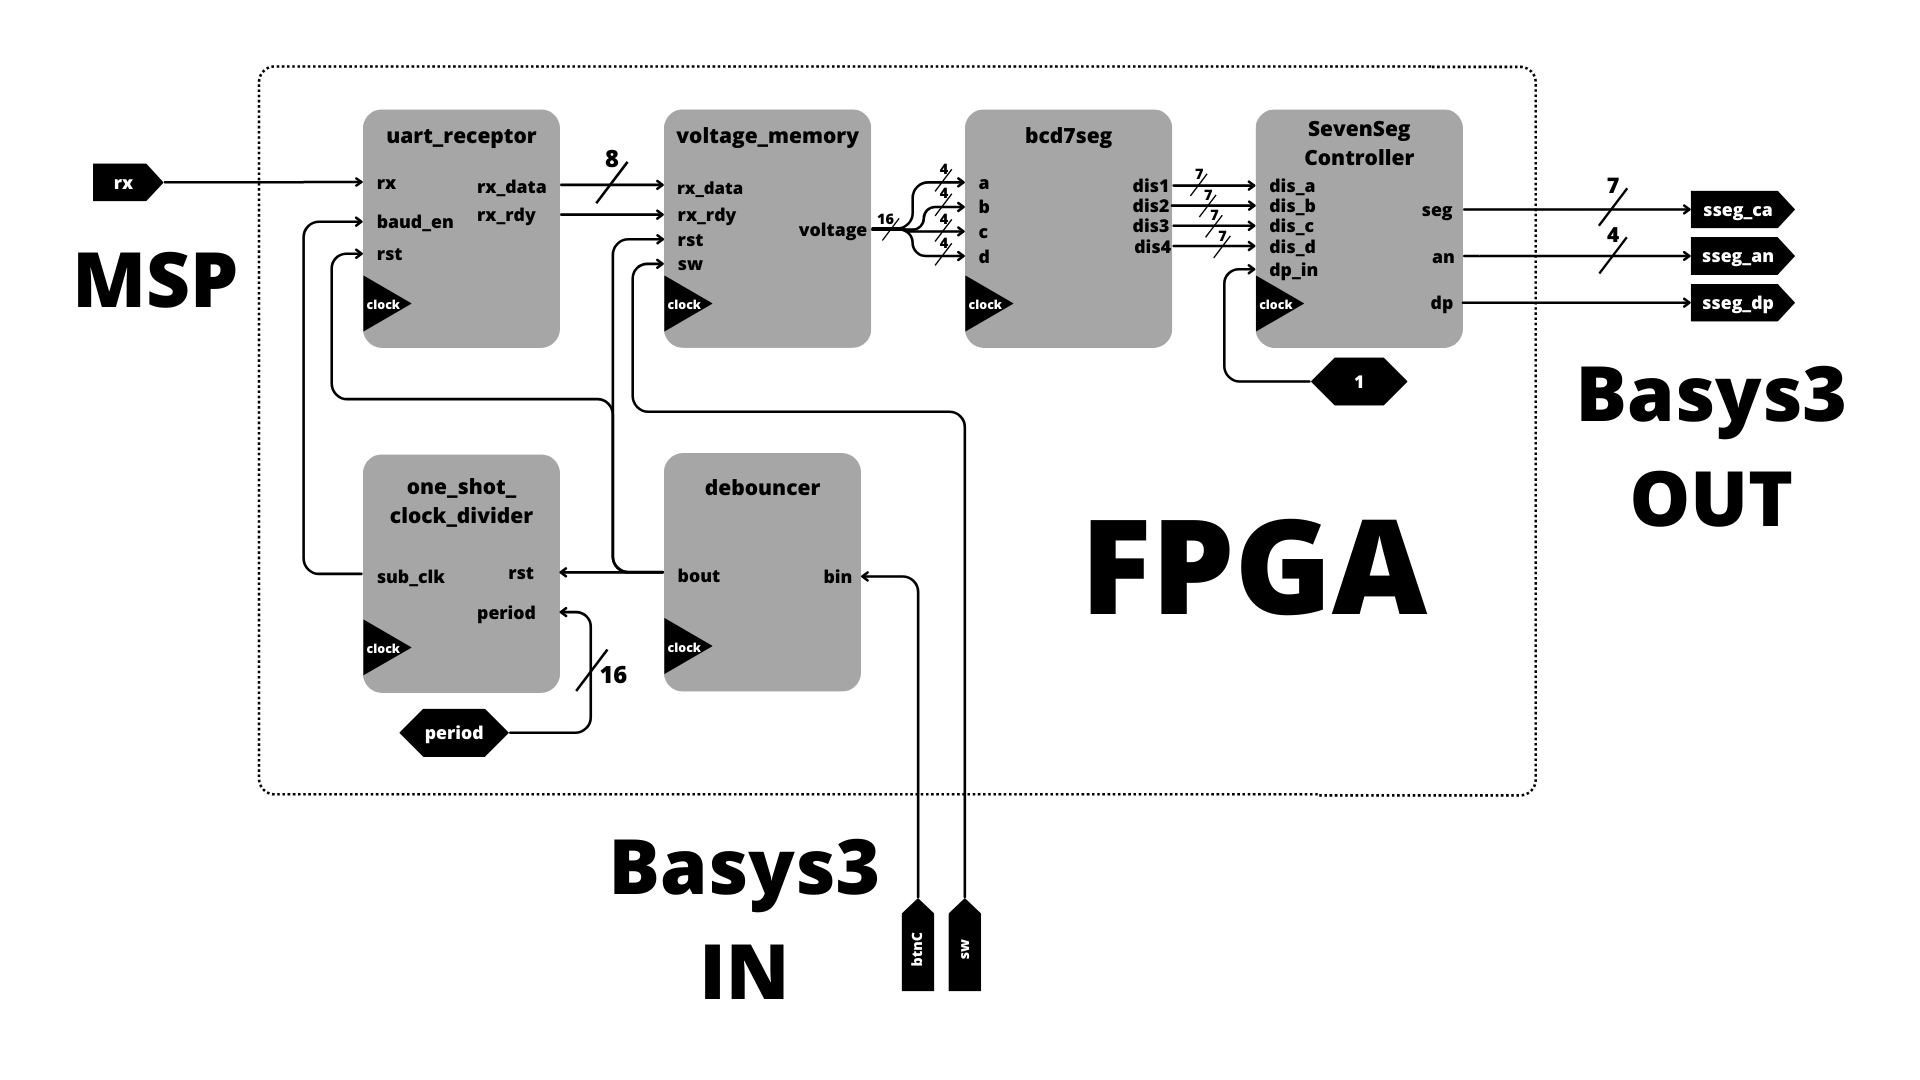 rx
MSP
uart_receptor
rx
baud_en
rst
rx_data
rx_rdy
clock
8
voltage_memory
rx_data
rx_rdy
rst
sw
voltage
clock
16
4
4
4
4
bcd7seg
a
b
c
d
dis1
dis2
dis3
dis4
clock
7
7
7
7
SevenSeg
Controller
dis_a
dis_b
dis_c
dis_d
dp_in
seg
an
dp
clock
1
7
4
sseg_ca
sseg_an
sseg_dp
Basys3
OUT
one_shot_
clock_divider
sub_clk
rst
period
clock
16
period
debouncer
bout
bin
clock
FPGA
Basys3
IN
btnC
sw